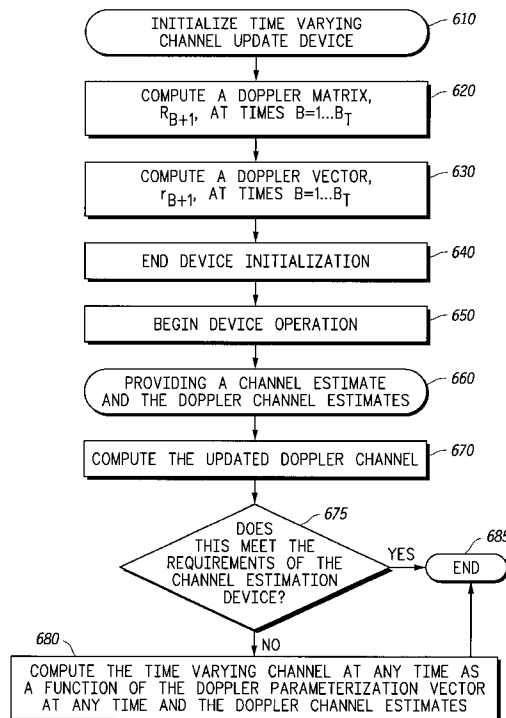 INITIALIZE TIME VARYING
CHANNEL UPDATE DEVICE
610
COMPUTE A DOPPLER MATRIX,
R_{B+1}, AT TIMES B=1...B_T
620
COMPUTE A DOPPLER VECTOR,
r_{B+1}, AT TIMES B=1...B_T
630
END DEVICE INITIALIZATION
640
BEGIN DEVICE OPERATION
650
PROVIDING A CHANNEL ESTIMATE
AND THE DOPPLER CHANNEL ESTIMATES
660
COMPUTE THE UPDATED DOPPLER CHANNEL
670
675
DOES
THIS MEET THE
REQUIREMENTS OF THE
CHANNEL ESTIMATION
DEVICE?
YES
685
END
NO
680
COMPUTE THE TIME VARYING CHANNEL AT ANY TIME AS
A FUNCTION OF THE DOPPLER PARAMETERIZATION VECTOR
AT ANY TIME AND THE DOPPLER CHANNEL ESTIMATES